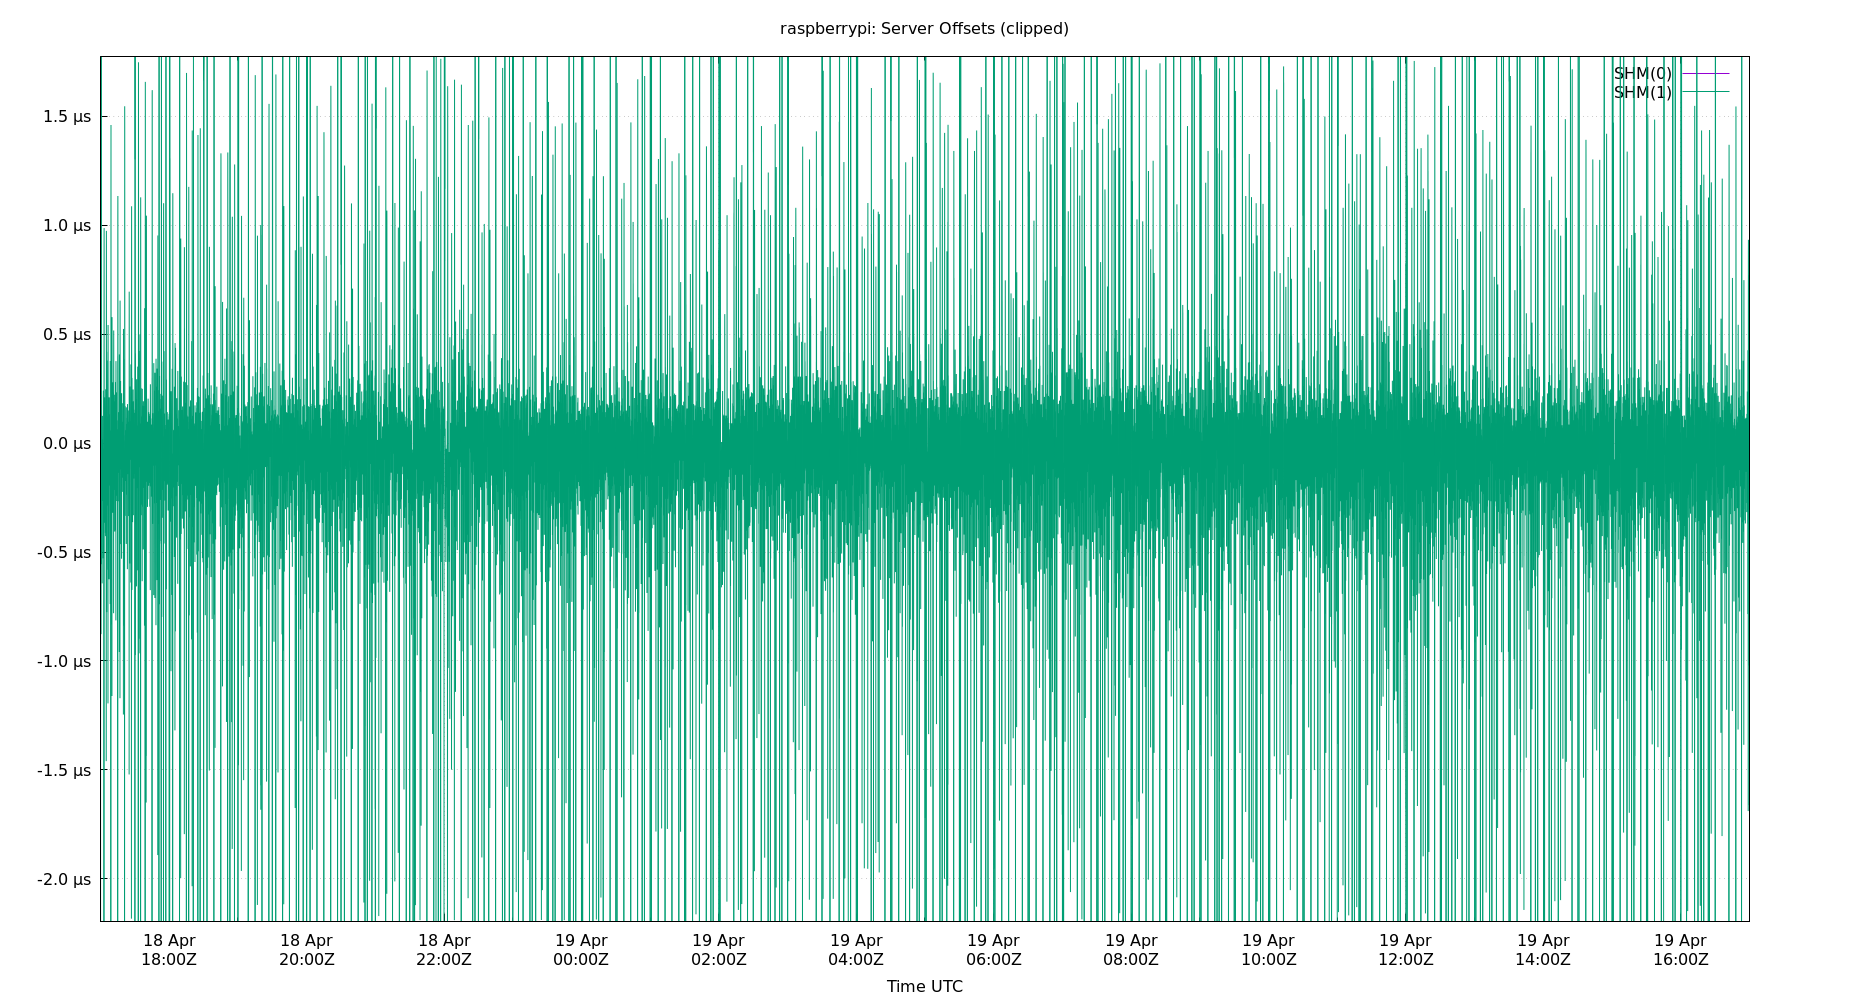 raspberrypi: Server Offsets (clipped)
SHM(0)
SHM(1)
1.5 µs
1.0 µs
0.5 µs
0.0 µs
-0.5 µs
-1.0 µs
-1.5 µs
-2.0 µs
18 Apr 18 Apr 18 Apr 19 Apr 19 Apr 19 Apr 19 Apr 19 Apr 19 Apr 19 Apr 19 Apr 19 Apr
18:00Z 20:00Z 22:00Z 00:00Z 02:00Z 04:00Z 06:00Z 08:00Z 10:00Z 12:00Z 14:00Z 16:00Z
Time UTC